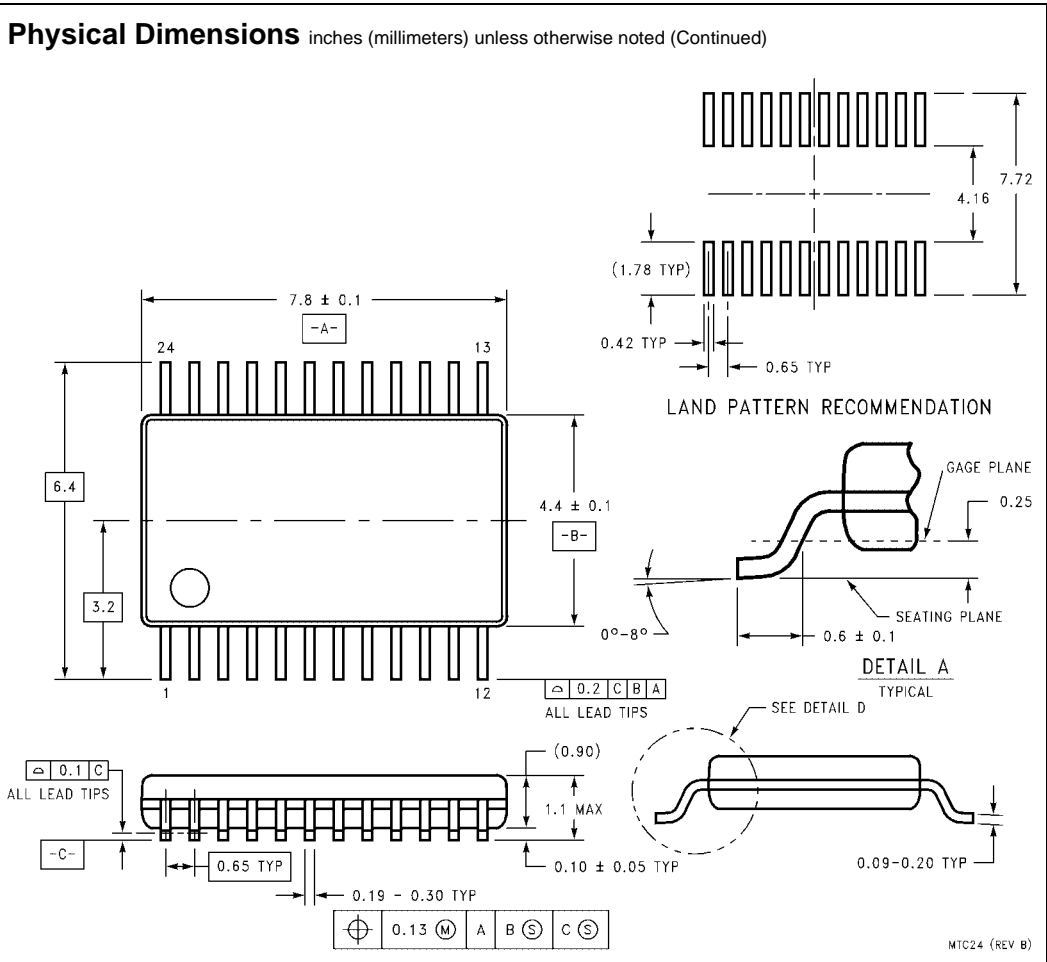 Physical Dimensions inches (millimeters) unless otherwise noted (Continued)
7.72
4.16
(1.78 TYP)
0.42 TYP
0.65 TYP
LAND PATTERN RECOMMENDATION
7.8 ± 0.1
-A-
24
13
6.4
3.2
4.4 ± 0.1
-B-
1
12
⌓ 0.2 C B A
ALL LEAD TIPS
GAGE PLANE
0.25
SEATING PLANE
0°-8°
0.6 ± 0.1
DETAIL A
TYPICAL
SEE DETAIL D
(0.90)
⌓ 0.1 C
ALL LEAD TIPS
1.1 MAX
-C-
0.65 TYP
0.10 ± 0.05 TYP
0.09-0.20 TYP
0.19 - 0.30 TYP
⌖ 0.13 Ⓜ A B Ⓢ C Ⓢ
MTC24 (REV B)